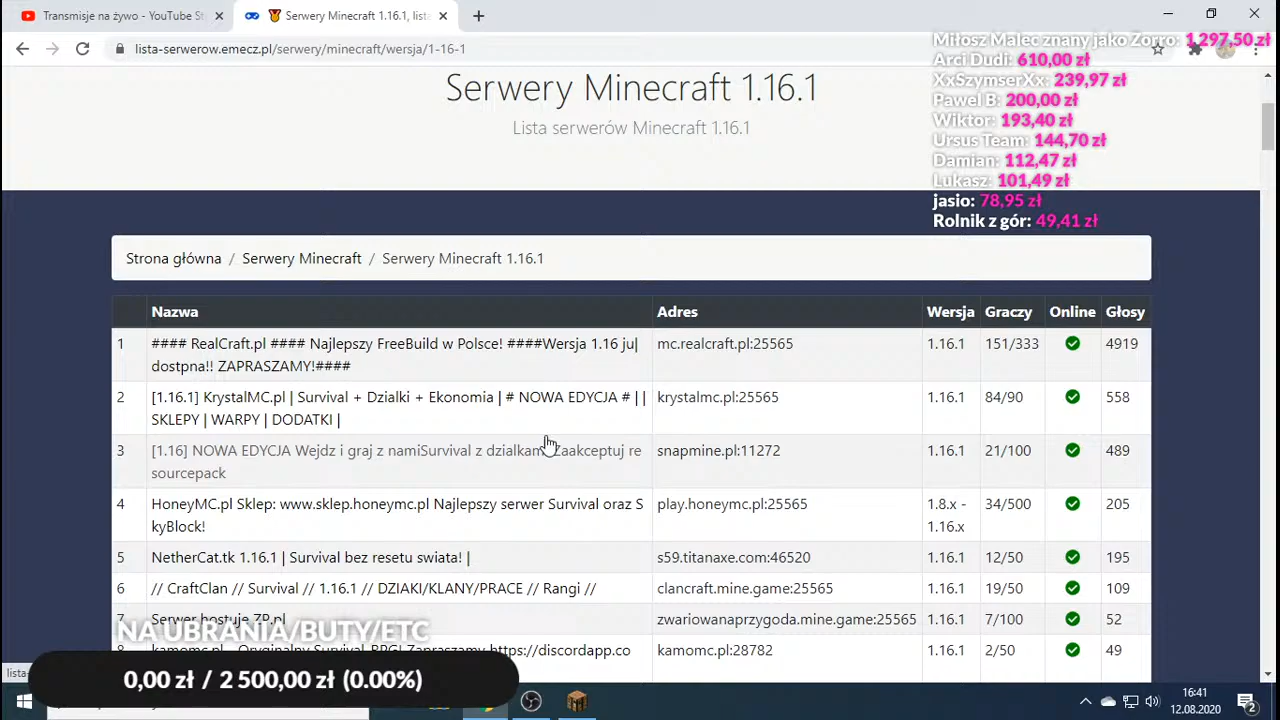 Transmisje na żywo - YouTube St
Serwery Minecraft 1.16.1, lista
lista-serwerow.emecz.pl/serwery/minecraft/wersja/1-16-1
Miłosz Malec znany jako Zorro: 1 297,50 zł
Arci Dudi: 610,00 zł
XxSzymserXx: 239,97 zł
Pawel B: 200,00 zł
Wiktor: 193,40 zł
Ursus Team: 144,70 zł
Damian: 112,47 zł
Lukasz: 101,49 zł
jasio: 78,95 zł
Rolnik z gór: 49,41 zł
Serwery Minecraft 1.16.1
Lista serwerów Minecraft 1.16.1
Strona główna / Serwery Minecraft / Serwery Minecraft 1.16.1
Nazwa Adres Wersja Graczy Online Głosy
1 #### RealCraft.pl #### Najlepszy FreeBuild w Polsce! ####Wersja 1.16 ju| mc.realcraft.pl:25565 1.16.1 151/333 4919
dostpna!! ZAPRASZAMY!####
2 [1.16.1] KrystalMC.pl | Survival + Dzialki + Ekonomia | # NOWA EDYCJA # | | krystalmc.pl:25565 1.16.1 84/90 558
SKLEPY | WARPY | DODATKI |
3 [1.16] NOWA EDYCJA Wejdz i graj z namiSurvival z dzialkam Zaakceptuj re snapmine.pl:11272 1.16.1 21/100 489
sourcepack
4 HoneyMC.pl Sklep: www.sklep.honeymc.pl Najlepszy serwer Survival oraz S play.honeymc.pl:25565 1.8.x - 34/500 205
kyBlock! 1.16.x
5 NetherCat.tk 1.16.1 | Survival bez resetu swiata! | s59.titanaxe.com:46520 1.16.1 12/50 195
6 // CraftClan // Survival // 1.16.1 // DZIAKI/KLANY/PRACE // Rangi // clancraft.mine.game:25565 1.16.1 19/50 109
7 Serwer hostuje ZP.pl zwariowanaprzygoda.mine.game:25565 1.16.1 7/100 52
8 kamomc.pl - Oryginalny Survival RPG! Zapraszamy https://discordapp.co kamomc.pl:28782 1.16.1 2/50 49
NA UBRANIA/BUTY/ETC
lista-
0,00 zł / 2 500,00 zł (0.00%)
16:41
12.08.2020
2